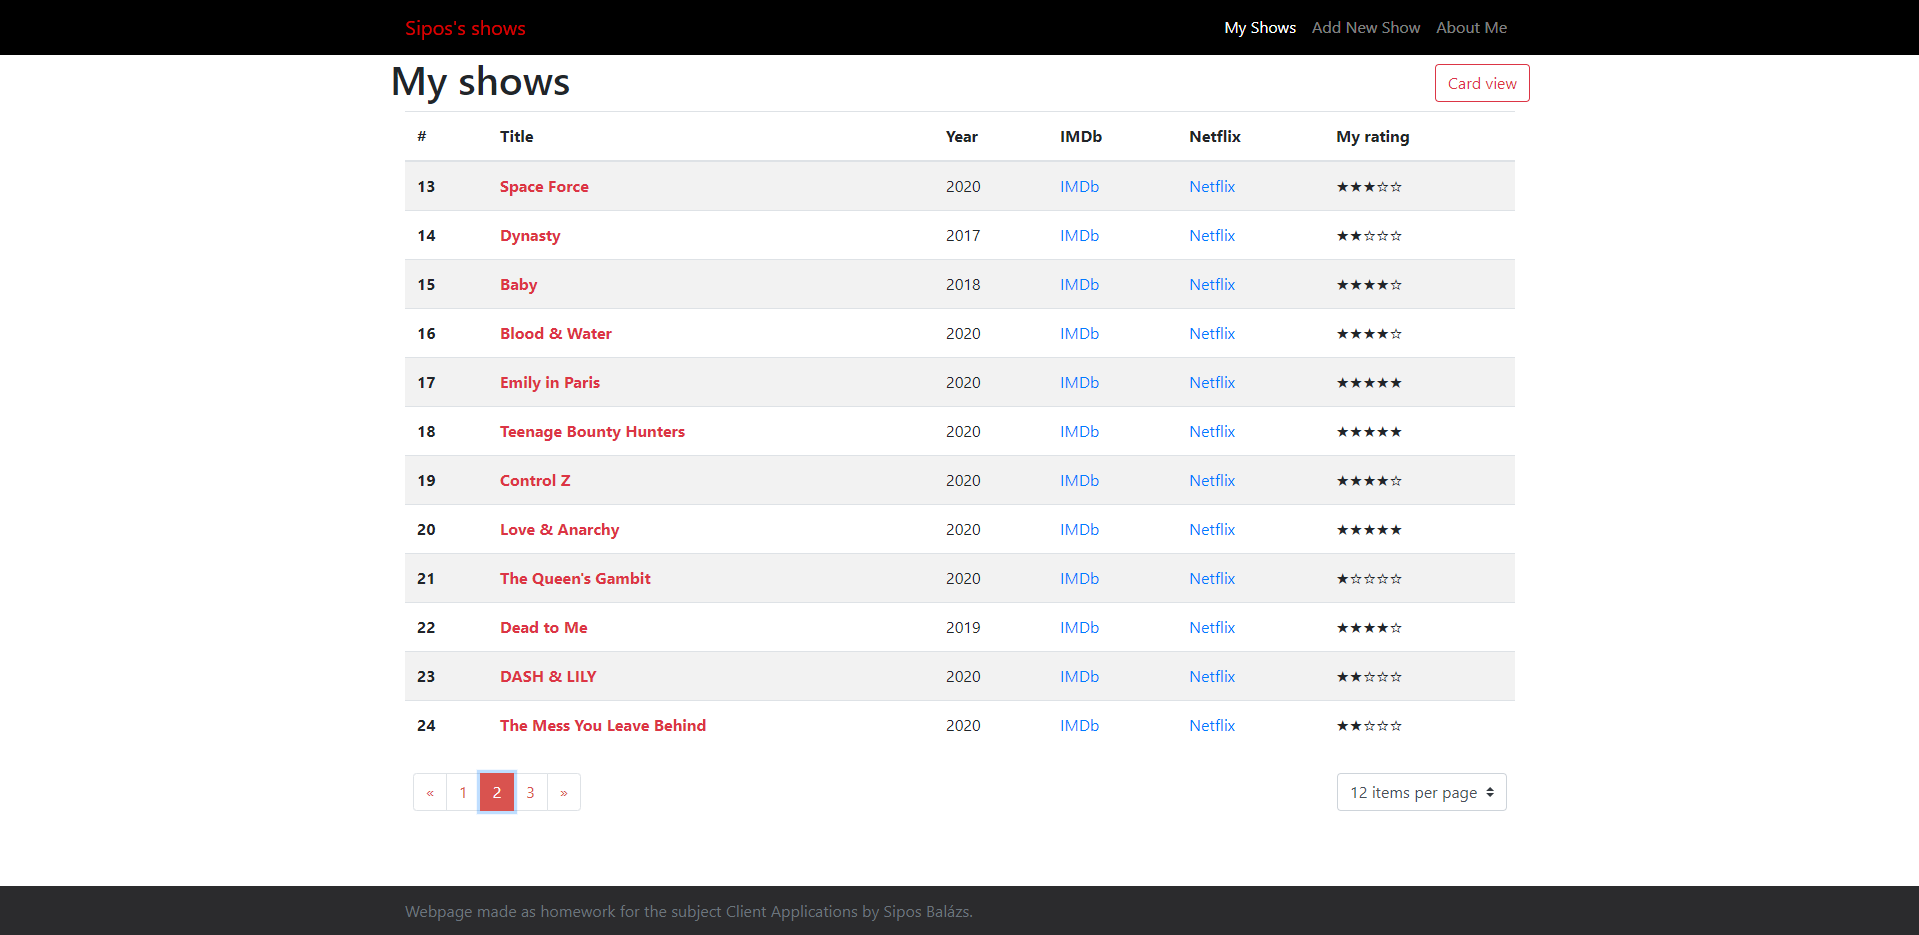 Sipos's shows My Shows Add New Show About Me
My shows Card view
# Title Year IMDb Netflix My rating
13 Space Force 2020 IMDb Netflix ★★★☆☆
14 Dynasty 2017 IMDb Netflix ★★☆☆☆
15 Baby 2018 IMDb Netflix ★★★★☆
16 Blood & Water 2020 IMDb Netflix ★★★★☆
17 Emily in Paris 2020 IMDb Netflix ★★★★★
18 Teenage Bounty Hunters 2020 IMDb Netflix ★★★★★
19 Control Z 2020 IMDb Netflix ★★★★☆
20 Love & Anarchy 2020 IMDb Netflix ★★★★★
21 The Queen's Gambit 2020 IMDb Netflix ★☆☆☆☆
22 Dead to Me 2019 IMDb Netflix ★★★★☆
23 DASH & LILY 2020 IMDb Netflix ★★☆☆☆
24 The Mess You Leave Behind 2020 IMDb Netflix ★★☆☆☆
« 1 2 3 » 12 items per page
Webpage made as homework for the subject Client Applications by Sipos Balázs.